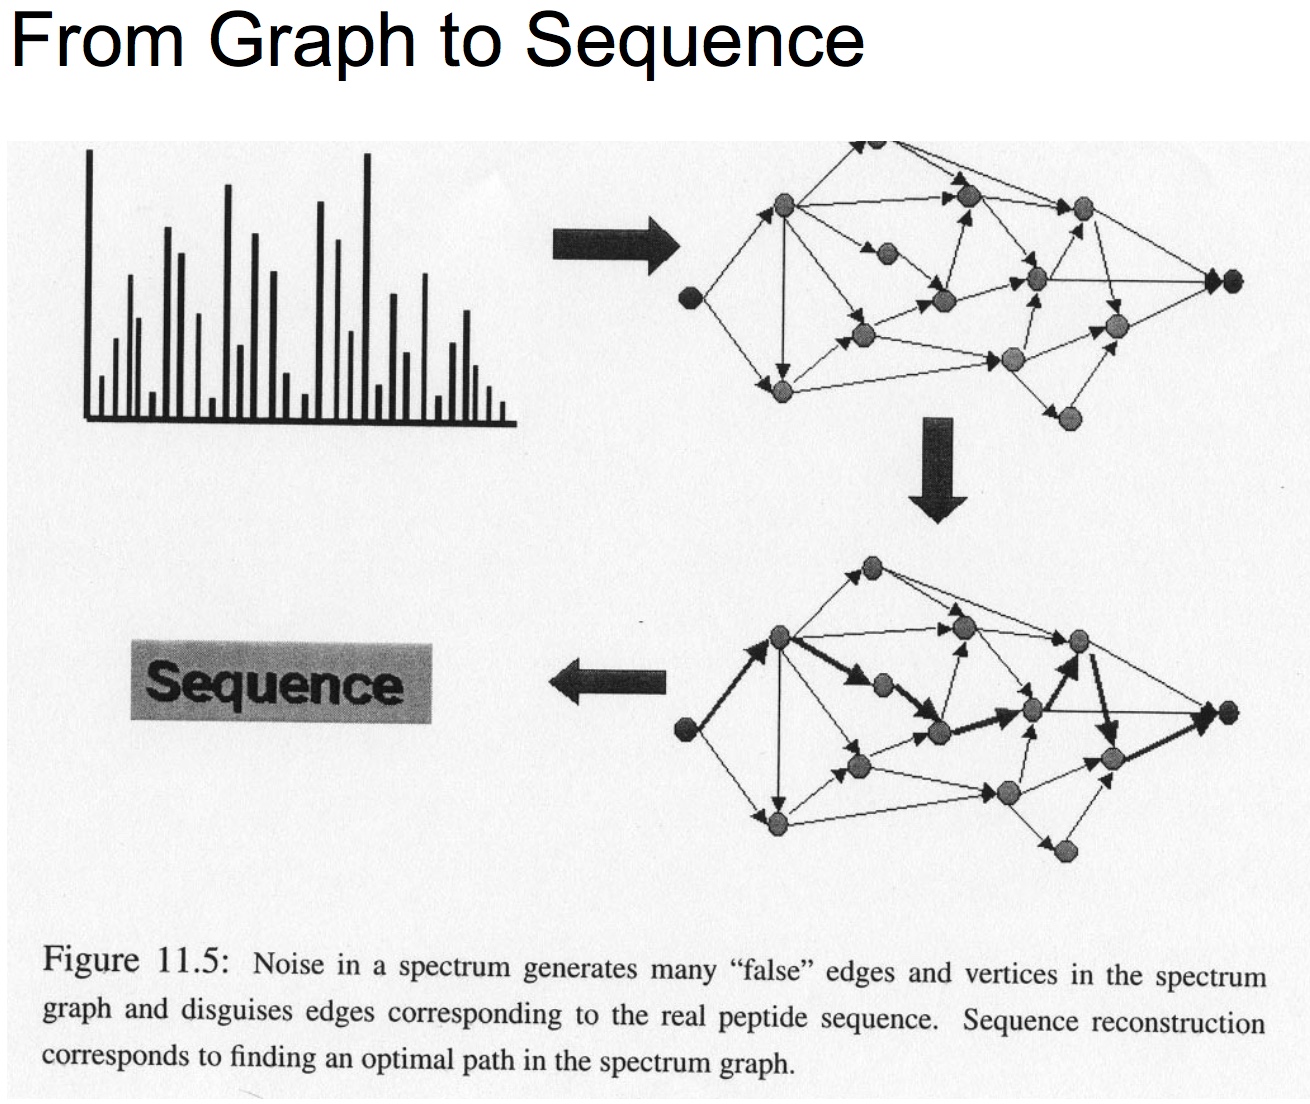 From Graph to Sequence
Sequence
Figure 11.5: Noise in a spectrum generates many “false” edges and vertices in the spectrum
graph and disguises edges corresponding to the real peptide sequence. Sequence reconstruction
corresponds to finding an optimal path in the spectrum graph.